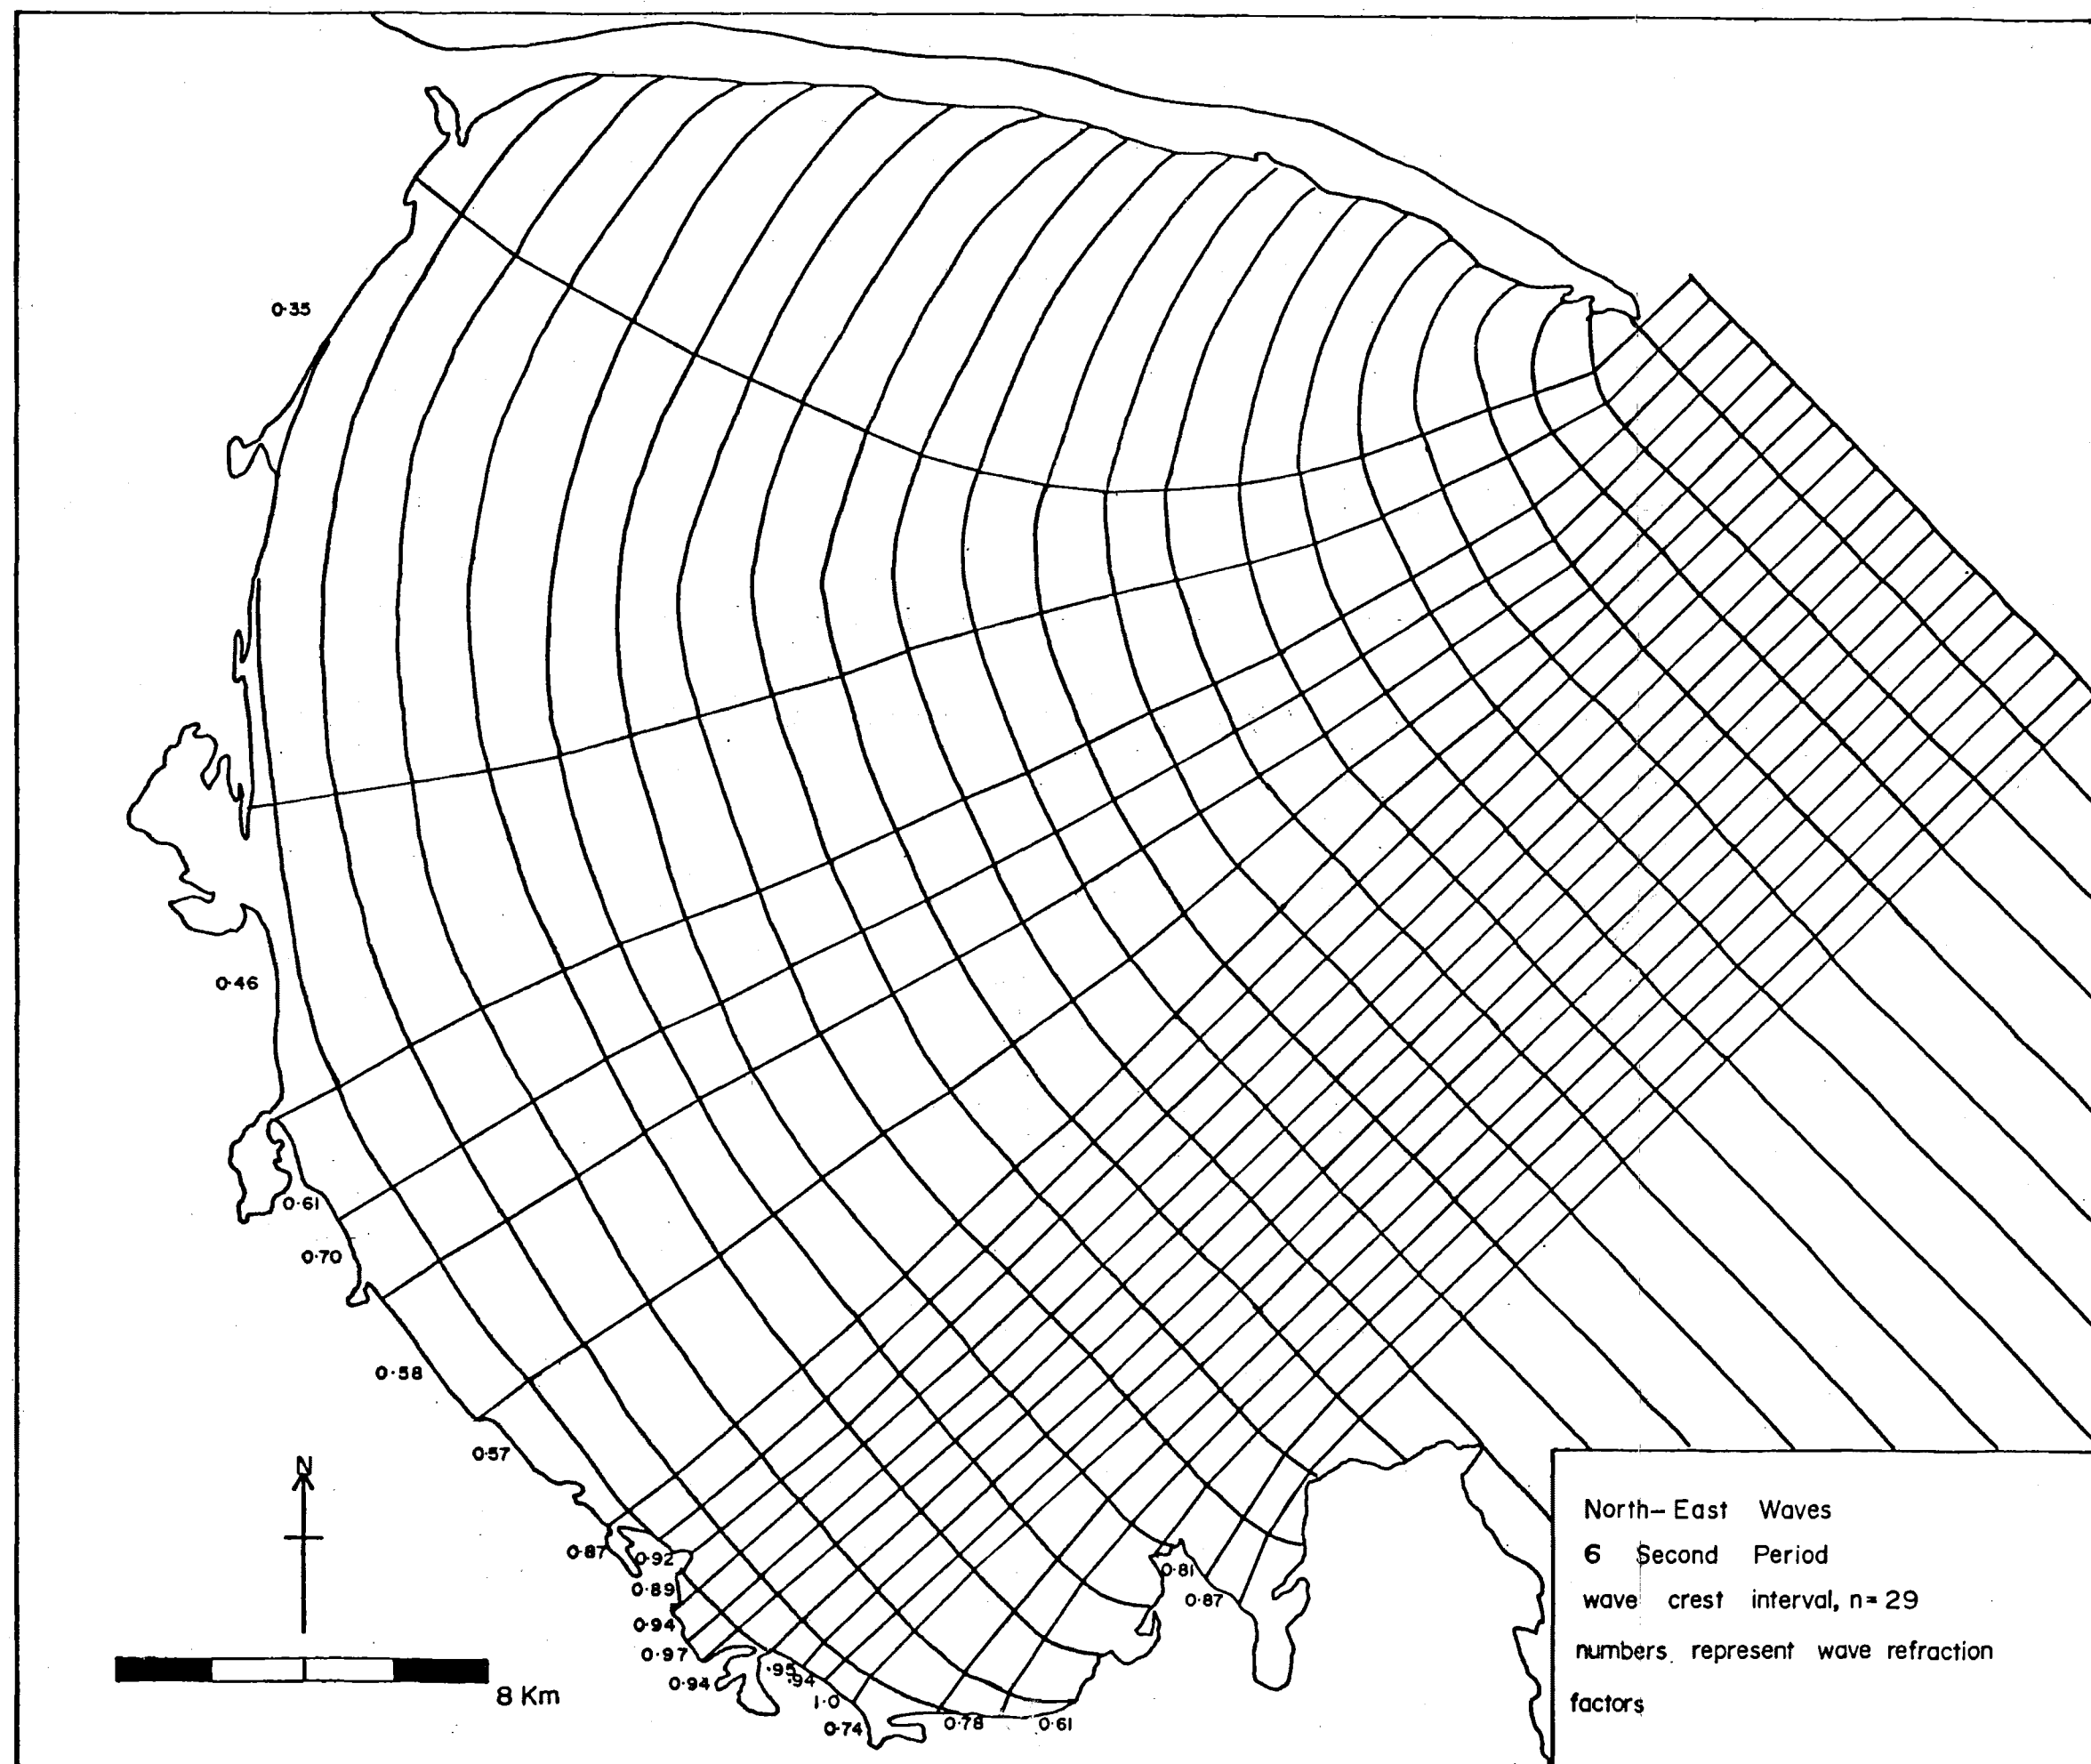 0.35
0.46
0.61
0.70
0.58
0.57
N
0.87
0.92
0.89
0.94
0.97
0.94
.95
.94
1.0
0.74
0.78
0.61
0.81
0.87
8 Km
North-East Waves
6 Second Period
wave crest interval, n=29
numbers represent wave refraction
factors